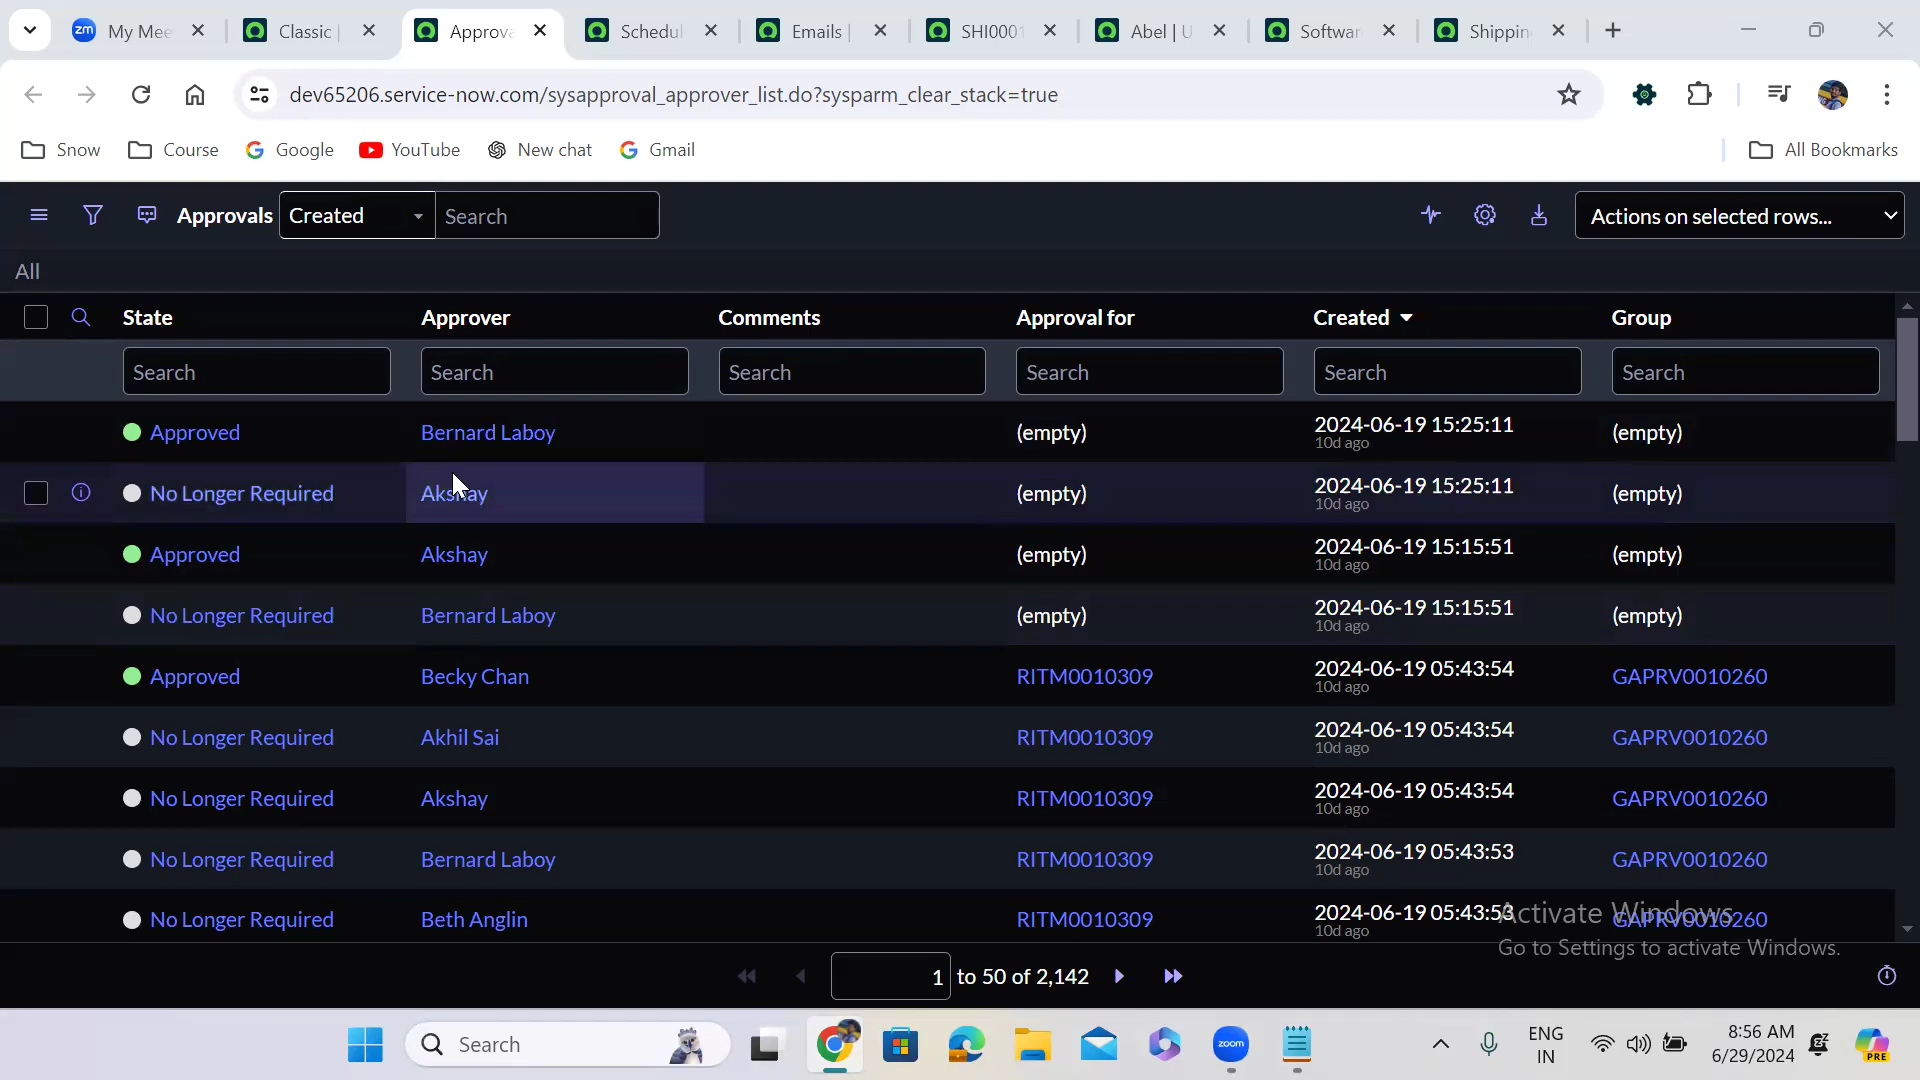 My Mee
Classic |
Approva
Schedul
Emails |
SHI0001
Abel | U
Softwar
Shippin
dev65206.service-now.com/sysapproval_approver_list.do?sysparm_clear_stack=true
Snow
Course
Google
YouTube
New chat
Gmail
All Bookmarks
Approvals
Created
Search
Actions on selected rows...
All
State Approver Comments Approval for Created Group
Search Search Search Search Search Search
Approved Bernard Laboy (empty) 2024-06-19 15:25:11 (empty)
10d ago
No Longer Required Akshay (empty) 2024-06-19 15:25:11 (empty)
10d ago
Approved Akshay (empty) 2024-06-19 15:15:51 (empty)
10d ago
No Longer Required Bernard Laboy (empty) 2024-06-19 15:15:51 (empty)
10d ago
Approved Becky Chan RITM0010309 2024-06-19 05:43:54 GAPRV0010260
10d ago
No Longer Required Akhil Sai RITM0010309 2024-06-19 05:43:54 GAPRV0010260
10d ago
No Longer Required Akshay RITM0010309 2024-06-19 05:43:54 GAPRV0010260
10d ago
No Longer Required Bernard Laboy RITM0010309 2024-06-19 05:43:53 GAPRV0010260
10d ago
No Longer Required Beth Anglin RITM0010309 2024-06-19 05:43:53 GAPRV0010260
10d ago
Activate Windows
Go to Settings to activate Windows.
1 to 50 of 2,142
Search
zoom
ENG
IN
8:56 AM
6/29/2024
PRE
zm